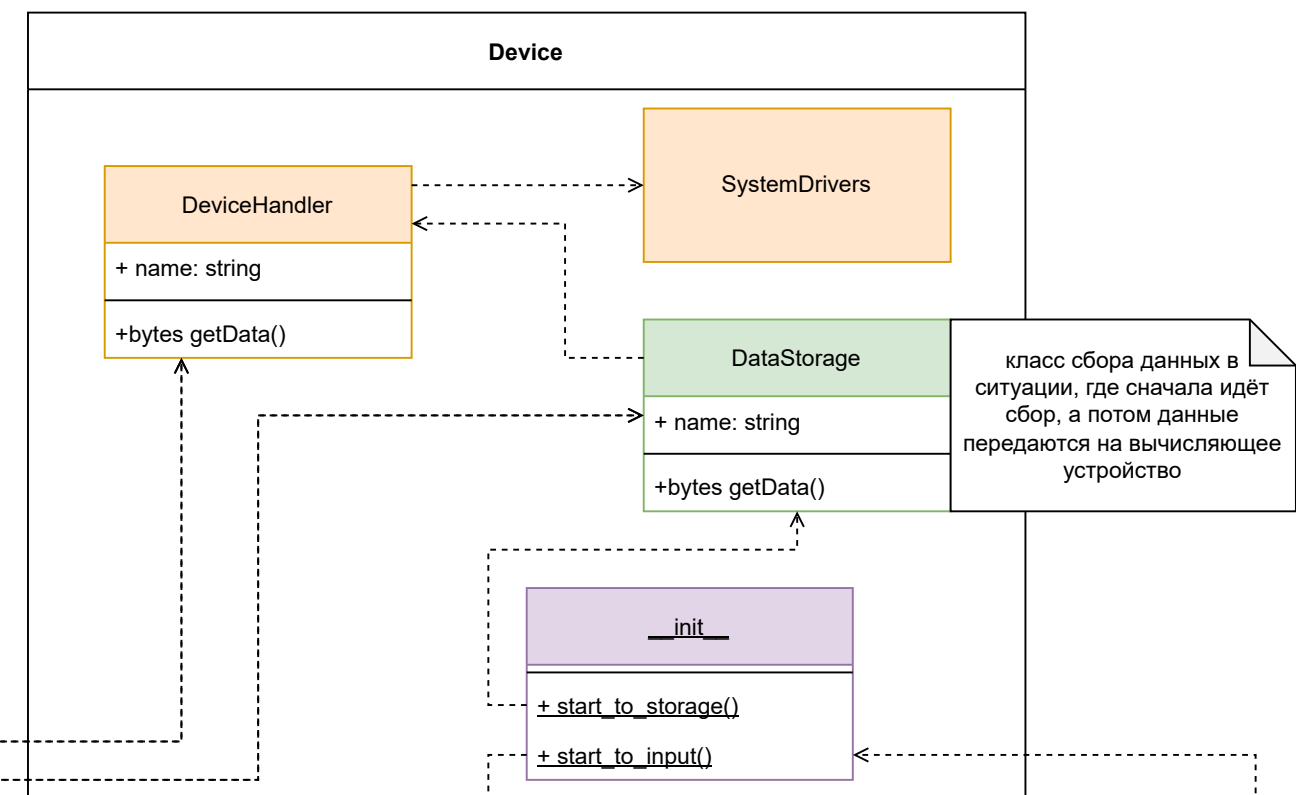 Device
SystemDrivers
DeviceHandler
+ name: string
+bytes getData()
DataStorage
+ name: string
+bytes getData()
класс сбора данных в
ситуации, где сначала идёт
сбор, а потом данные
передаются на вычисляющее
устройство
__init__
+ start_to_storage()
+ start_to_input()